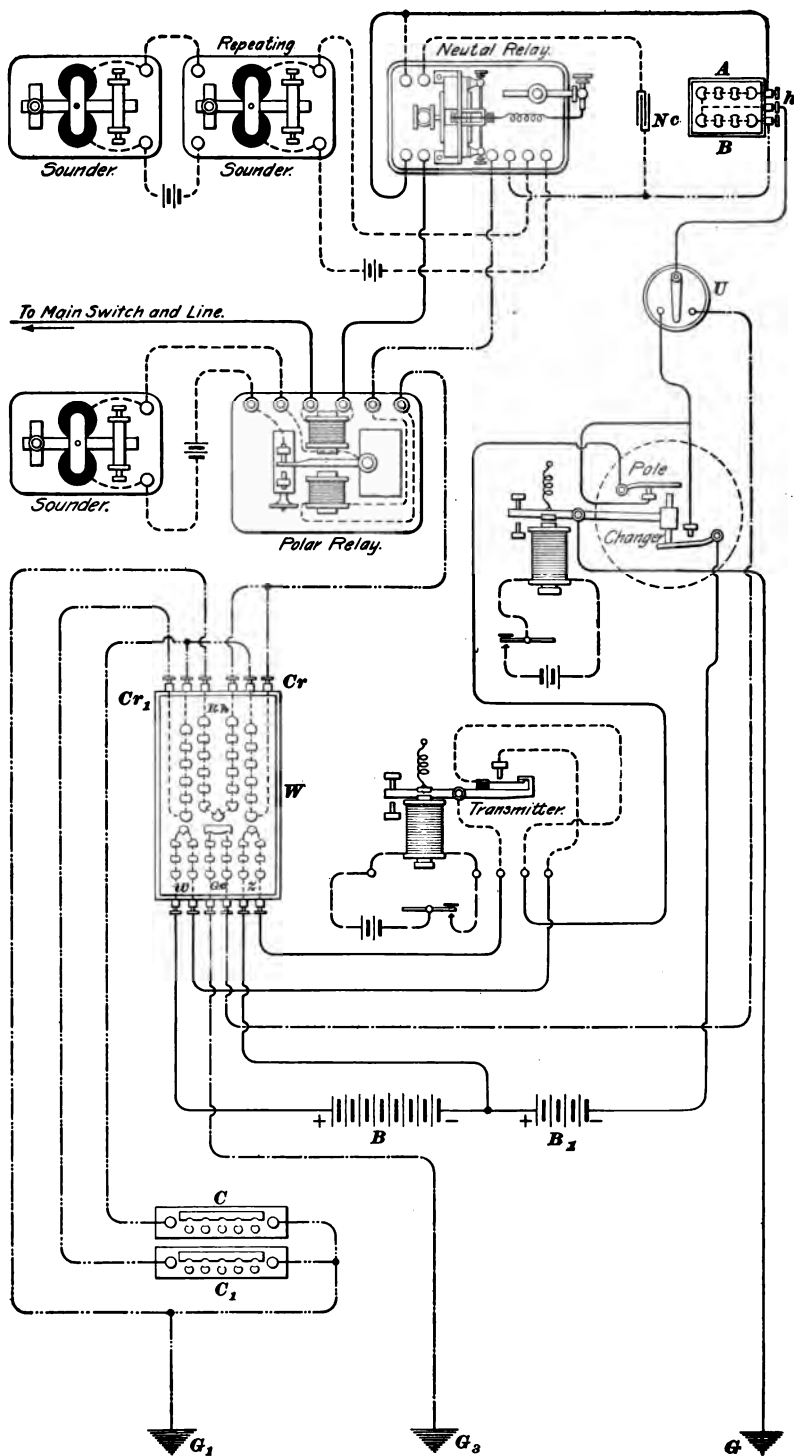 Repeating
Neutal Relay.
A
h
Nc
B
Sounder.
Sounder.
U
To Main Switch and Line.
Pole
Changer
Sounder.
Polar Relay.
Cr
Cr1
Rh
W
Transmitter.
W
Ga
Z
+
B
-
+
B1
-
C
C1
G1
G3
G